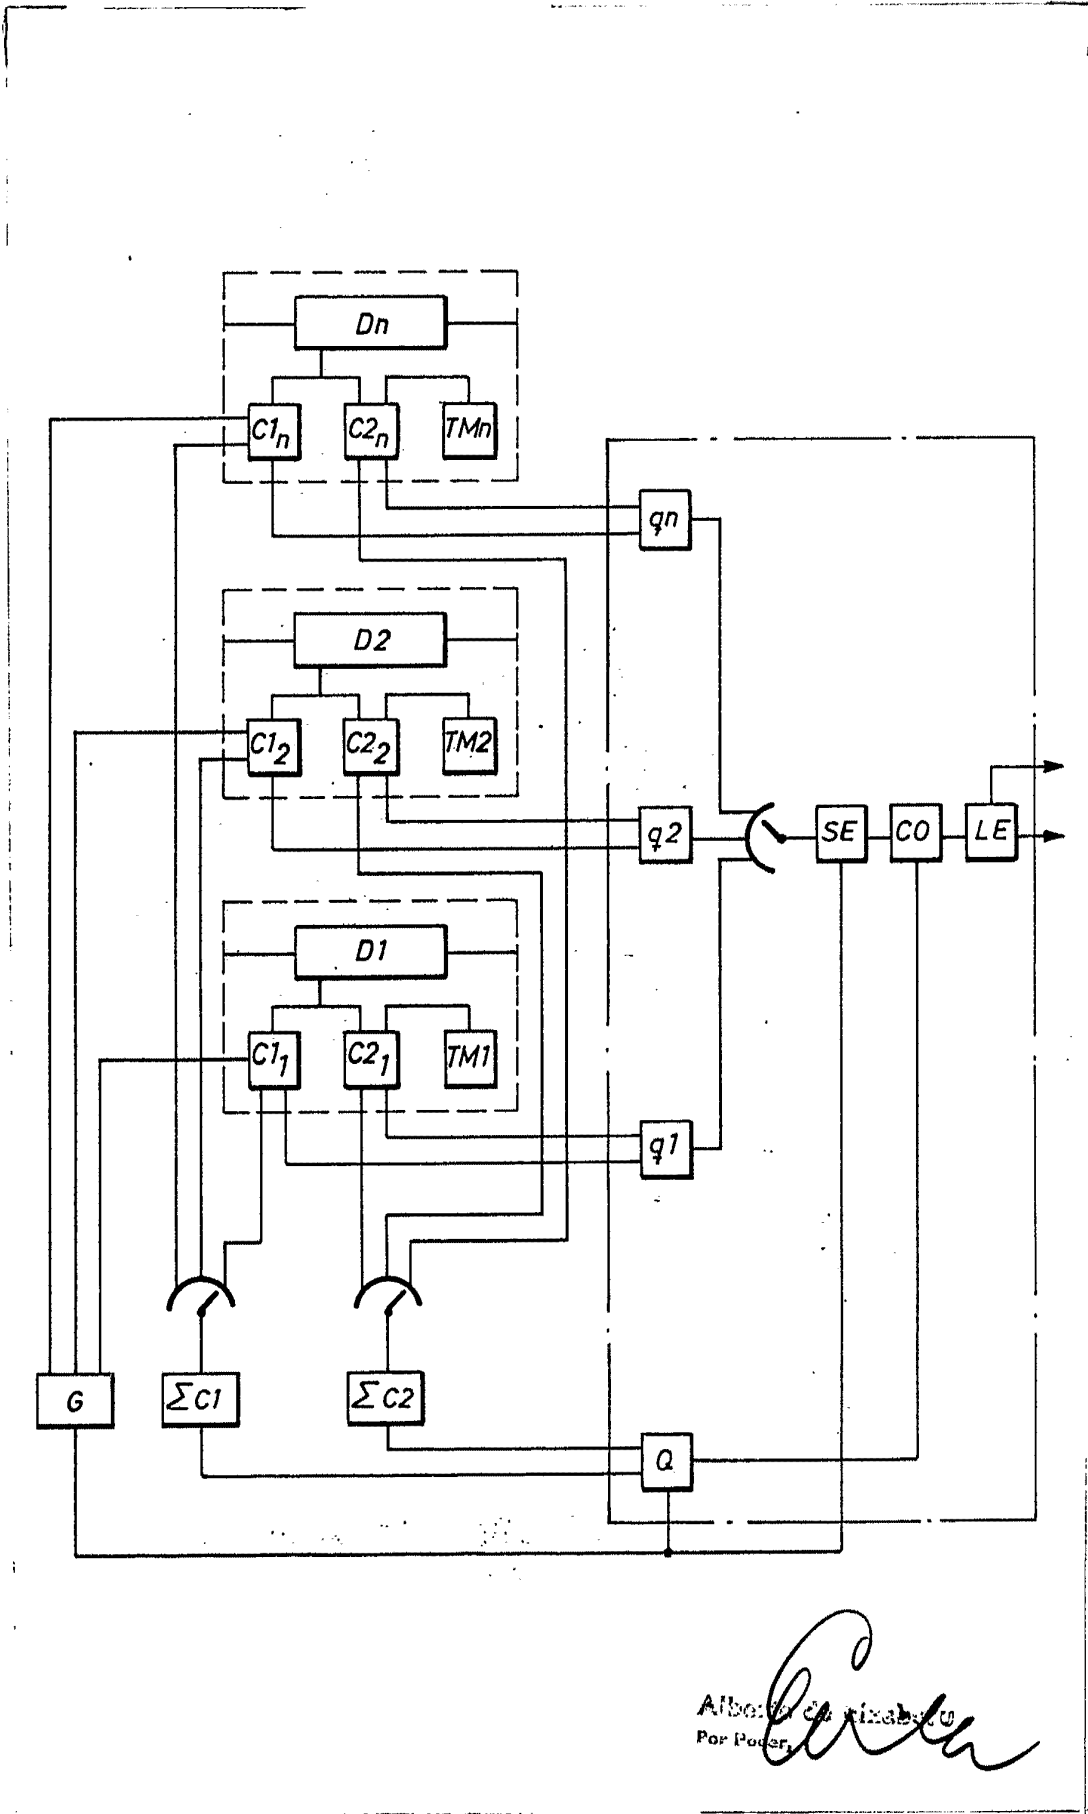 Dn
C1n C2n TMn
qn
D2
C12 C22 TM2
q2 SE CO LE
D1
C11 C21 TM1
q1
G ΣC1 ΣC2
Q
Por Poder,